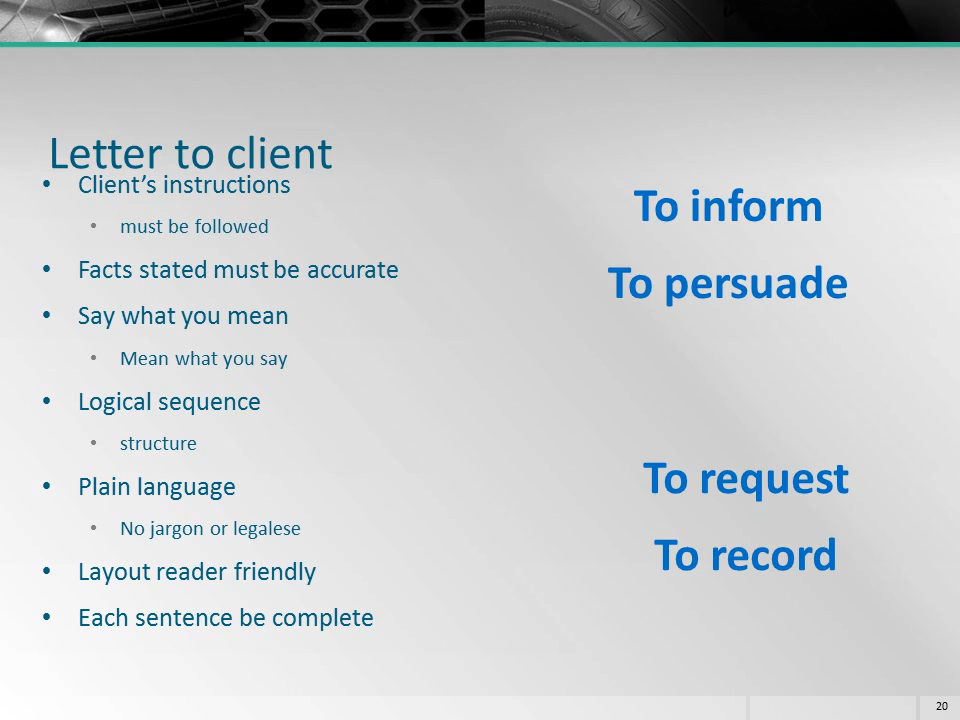 Letter to client
• Client’s instructions
• must be followed
• Facts stated must be accurate
• Say what you mean
• Mean what you say
• Logical sequence
• structure
• Plain language
• No jargon or legalese
• Layout reader friendly
• Each sentence be complete
To inform
To persuade
To request
To record
20